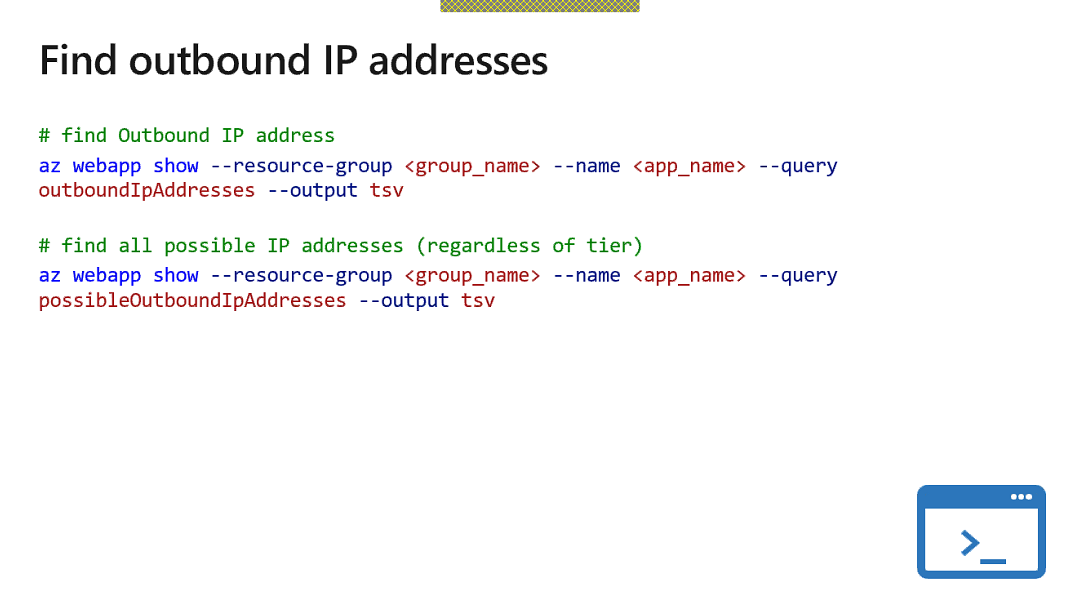 Find outbound IP addresses
# find Outbound IP address
az webapp show --resource-group <group_name> --name <app_name> --query
outboundIpAddresses --output tsv
# find all possible IP addresses (regardless of tier)
az webapp show --resource-group <group_name> --name <app_name> --query
possibleOutboundIpAddresses --output tsv